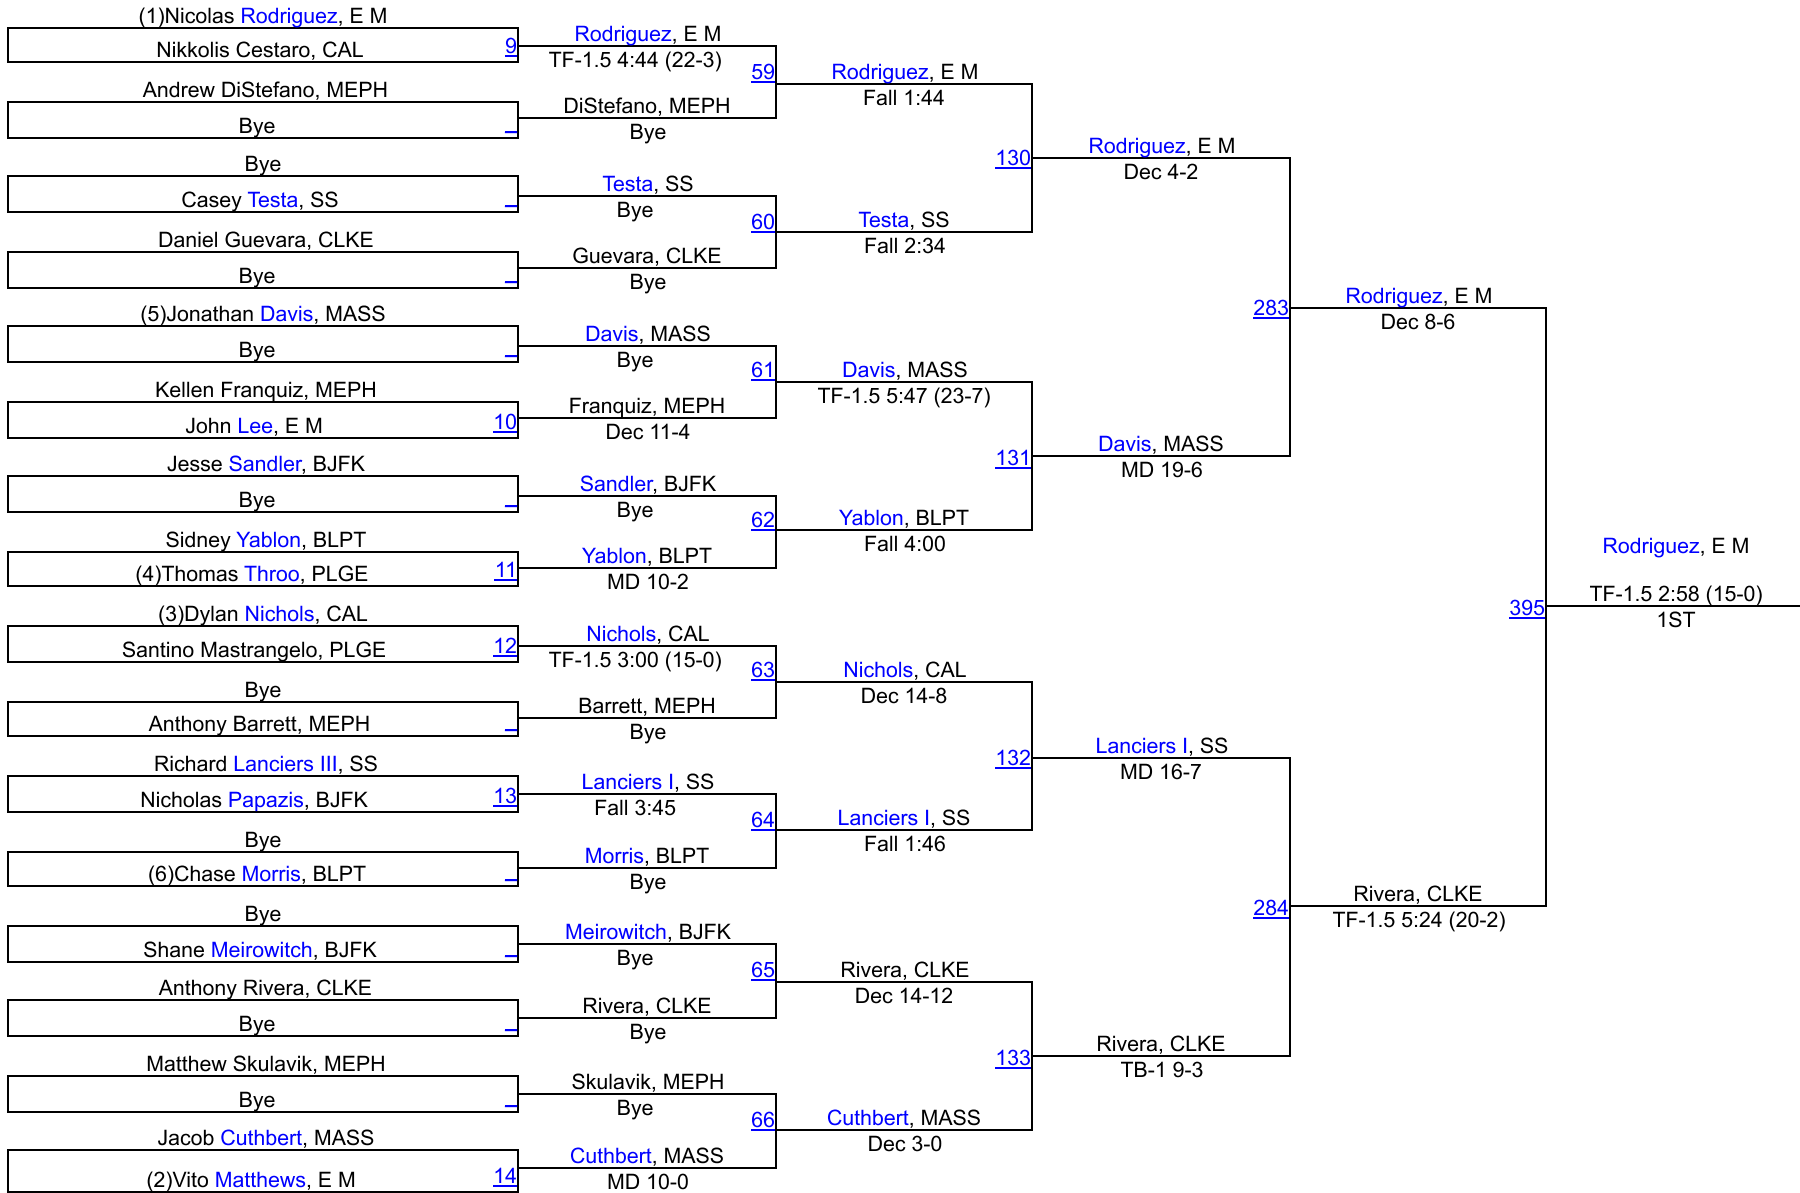 (1)Nicolas Rodriguez, E M
Nikkolis Cestaro, CAL
9
Andrew DiStefano, MEPH
Bye
Bye
Casey Testa, SS
Daniel Guevara, CLKE
Bye
(5)Jonathan Davis, MASS
Bye
Kellen Franquiz, MEPH
John Lee, E M
10
Jesse Sandler, BJFK
Bye
Sidney Yablon, BLPT
(4)Thomas Throo, PLGE
11
(3)Dylan Nichols, CAL
Santino Mastrangelo, PLGE
12
Bye
Anthony Barrett, MEPH
Richard Lanciers III, SS
Nicholas Papazis, BJFK
13
Bye
(6)Chase Morris, BLPT
Bye
Shane Meirowitch, BJFK
Anthony Rivera, CLKE
Bye
Matthew Skulavik, MEPH
Bye
Jacob Cuthbert, MASS
(2)Vito Matthews, E M
14
Rodriguez, E M
TF-1.5 4:44 (22-3)
59
DiStefano, MEPH
Bye
Testa, SS
Bye
60
Guevara, CLKE
Bye
Davis, MASS
Bye
61
Franquiz, MEPH
Dec 11-4
Sandler, BJFK
Bye
62
Yablon, BLPT
MD 10-2
Nichols, CAL
TF-1.5 3:00 (15-0)
63
Barrett, MEPH
Bye
Lanciers I, SS
Fall 3:45
64
Morris, BLPT
Bye
Meirowitch, BJFK
Bye
65
Rivera, CLKE
Bye
Skulavik, MEPH
Bye
66
Cuthbert, MASS
MD 10-0
Rodriguez, E M
Fall 1:44
130
Testa, SS
Fall 2:34
Davis, MASS
TF-1.5 5:47 (23-7)
131
Yablon, BLPT
Fall 4:00
Nichols, CAL
Dec 14-8
132
Lanciers I, SS
Fall 1:46
Rivera, CLKE
Dec 14-12
133
Cuthbert, MASS
Dec 3-0
Rodriguez, E M
Dec 4-2
283
Davis, MASS
MD 19-6
Lanciers I, SS
MD 16-7
284
Rivera, CLKE
TB-1 9-3
Rodriguez, E M
Dec 8-6
395
Rivera, CLKE
TF-1.5 5:24 (20-2)
Rodriguez, E M
TF-1.5 2:58 (15-0)
1ST